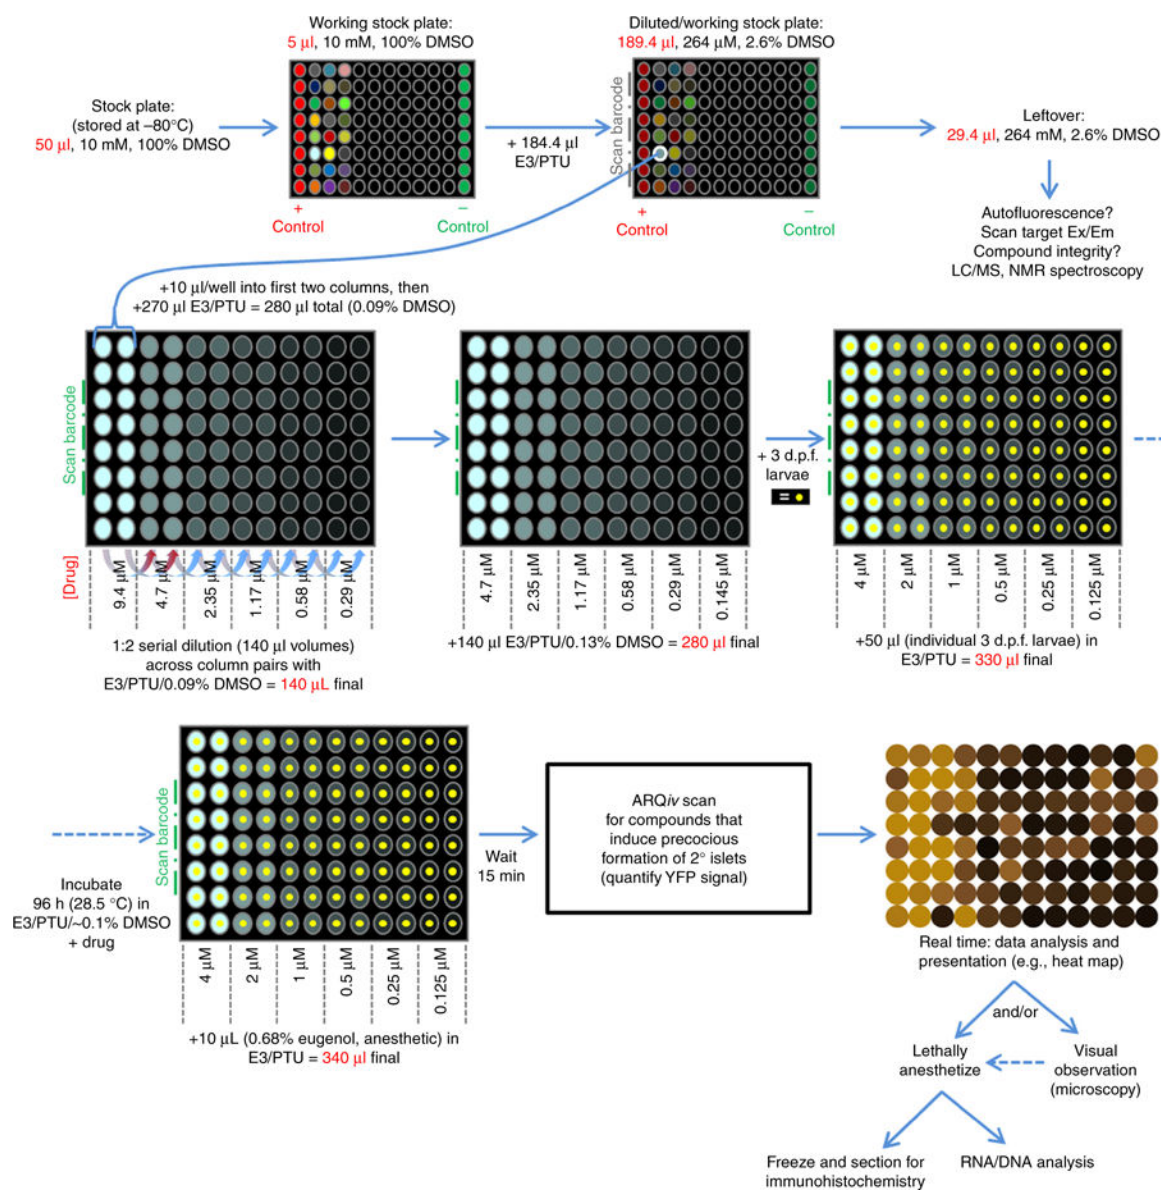 Working stock plate:
5 µl, 10 mM, 100% DMSO
Diluted/working stock plate:
189.4 µl, 264 µM, 2.6% DMSO
Stock plate:
(stored at –80°C)
50 µl, 10 mM, 100% DMSO
+ 184.4 µl
E3/PTU
Scan barcode
Leftover:
29.4 µl, 264 mM, 2.6% DMSO
+
Control
–
Control
+
Control
–
Control
Autofluorescence?
Scan target Ex/Em
Compound integrity?
LC/MS, NMR spectroscopy
+10 µl/well into first two columns, then
+270 µl E3/PTU = 280 µl total (0.09% DMSO)
Scan barcode
[Drug]
9.4 µM
4.7 µM
2.35 µM
1.17 µM
0.58 µM
0.29 µM
1:2 serial dilution (140 µl volumes)
across column pairs with
E3/PTU/0.09% DMSO = 140 µL final
4.7 µM
2.35 µM
1.17 µM
0.58 µM
0.29 µM
0.145 µM
+140 µl E3/PTU/0.13% DMSO = 280 µl final
+ 3 d.p.f.
larvae
=
4 µM
2 µM
1 µM
0.5 µM
0.25 µM
0.125 µM
+50 µl (individual 3 d.p.f. larvae) in
E3/PTU = 330 µl final
Incubate
96 h (28.5 °C) in
E3/PTU/~0.1% DMSO
+ drug
Scan barcode
4 µM
2 µM
1 µM
0.5 µM
0.25 µM
0.125 µM
+10 µL (0.68% eugenol, anesthetic) in
E3/PTU = 340 µl final
Wait
15 min
ARQiv scan
for compounds that
induce precocious
formation of 2° islets
(quantify YFP signal)
Real time: data analysis and
presentation (e.g., heat map)
and/or
Lethally
anesthetize
Visual
observation
(microscopy)
Freeze and section for
immunohistochemistry
RNA/DNA analysis